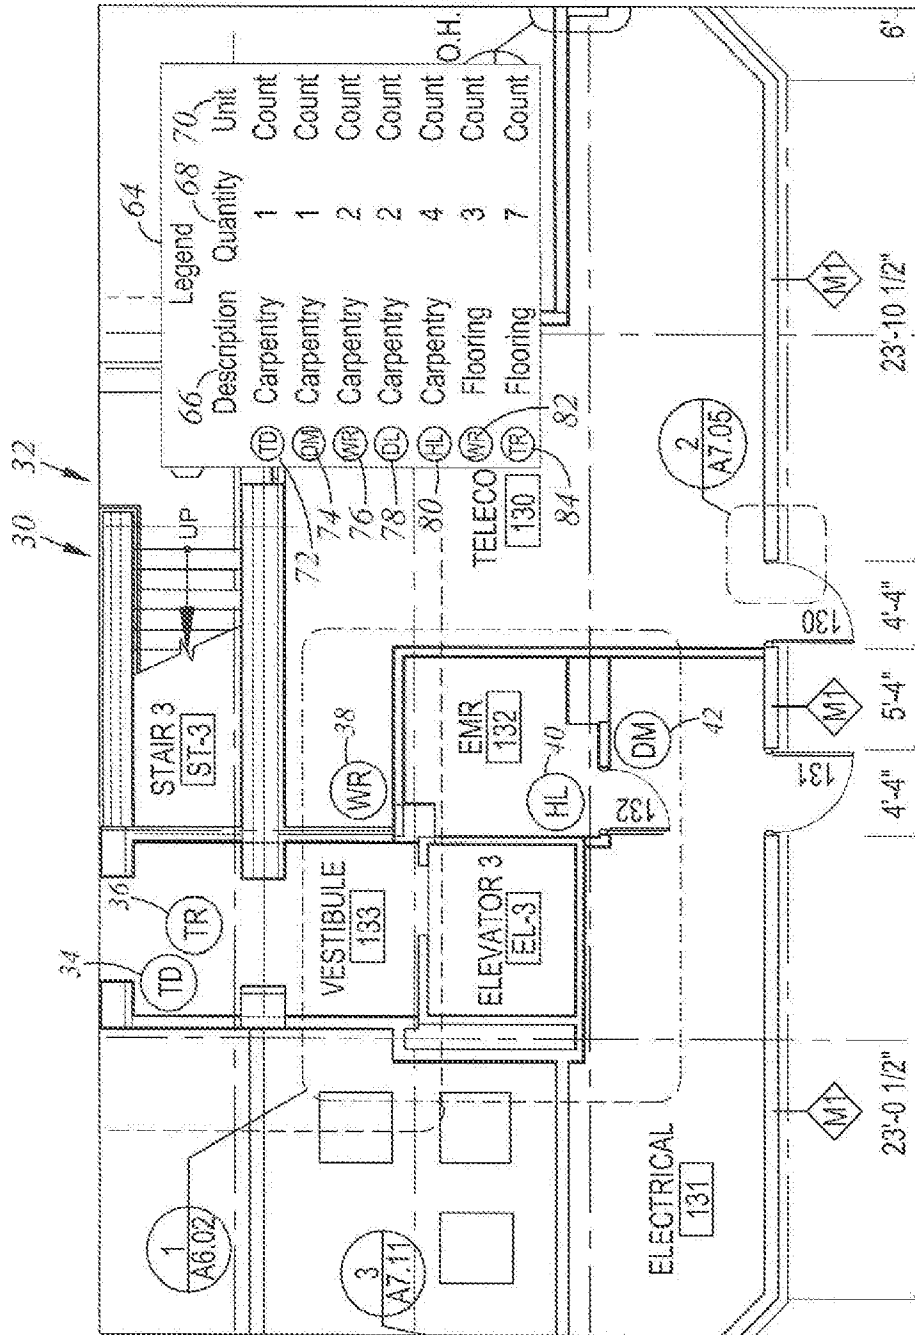 30
32
64
Legend
66
68
70
Description Quantity Unit
TD Carpentry 1 Count
DM Carpentry 1 Count
WR Carpentry 2 Count
DL Carpentry 2 Count
HL Carpentry 4 Count
WR Flooring 3 Count
TR Flooring 7 Count
72
74
76
78
80
82
84
O.H.
UP
STAIR 3
ST-3
34
36
TD
TR
38
WR
VESTIBULE
133
EMR
132
40
HL
132
42
DM
ELEVATOR 3
EL-3
TELECO
130
2
A7.05
1
A6.02
3
A7.11
ELECTRICAL
131
131
130
M1
M1
M1
23'-0 1/2"
4'-4"
5'-4"
4'-4"
23'-10 1/2"
6'